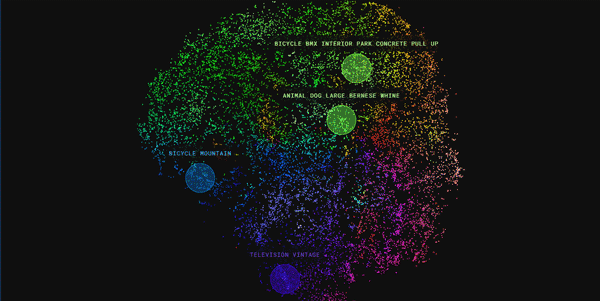 BICYCLE BMX INTERIOR PARK CONCRETE PULL UP
ANIMAL DOG LARGE BERNESE WHINE
BICYCLE MOUNTAIN
TELEVISION VINTAGE